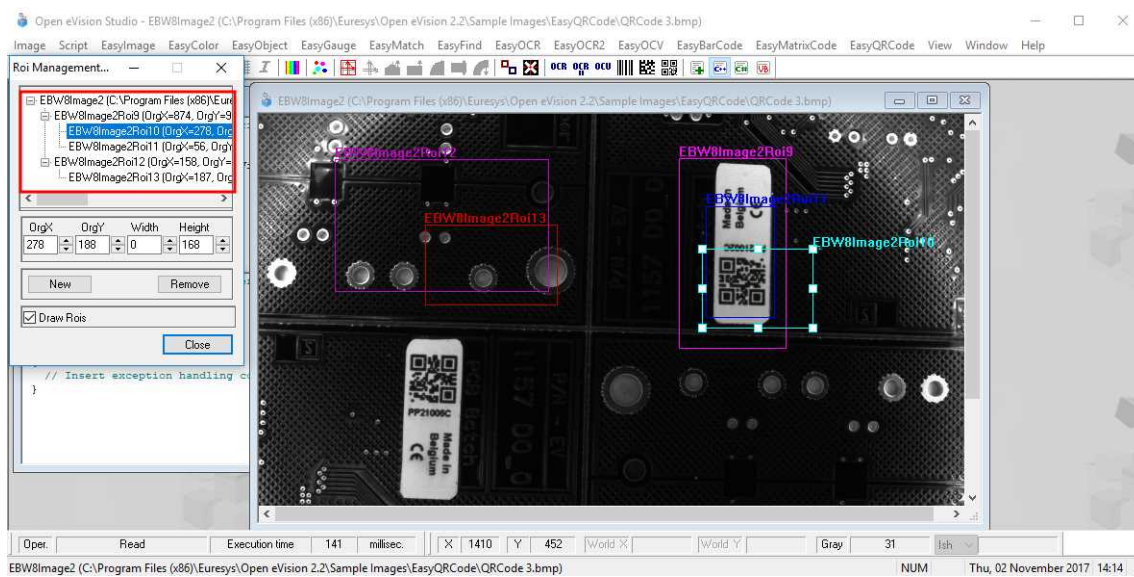 Open eVision Studio - EBW8Image2 (C:\Program Files (x86)\Euresys\Open eVision 2.2\Sample Images\EasyQRCode\QRCode 3.bmp)
Image Script EasyImage EasyColor EasyObject EasyGauge EasyMatch EasyFind EasyOCR EasyOCR2 EasyOCV EasyBarCode EasyMatrixCode EasyQRCode View Window Help
Roi Management...
OCR OCR OCV
EBW8Image2 (C:\Program Files (x86)\Eure
EBW8Image2Roi9 (OrgX=874, OrgY=9
EBW8Image2Roi10 (OrgX=278, Org
EBW8Image2Roi11 (OrgX=56, OrgY
EBW8Image2Roi12 (OrgX=158, OrgY=
EBW8Image2Roi13 (OrgX=187, Org
OrgX OrgY Width Height
278 188 0 168
New Remove
Draw Rois
Close
// Insert exception handling co
}
EBW8Image2 (C:\Program Files (x86)\Euresys\Open eVision 2.2\Sample Images\EasyQRCode\QRCode 3.bmp)
EBW8Image2Roi12
EBW8Image2Roi9
EBW8Image2Roi11
EBW8Image2Roi13
EBW8Image2Roi10
Made in
Belgium
PP21006C
Made in
Belgium
CE
Oper. Read Execution time 141 millisec. X 1410 Y 452 World X World Y Gray 31 Ish
EBW8Image2 (C:\Program Files (x86)\Euresys\Open eVision 2.2\Sample Images\EasyQRCode\QRCode 3.bmp) NUM Thu, 02 November 2017 14:14